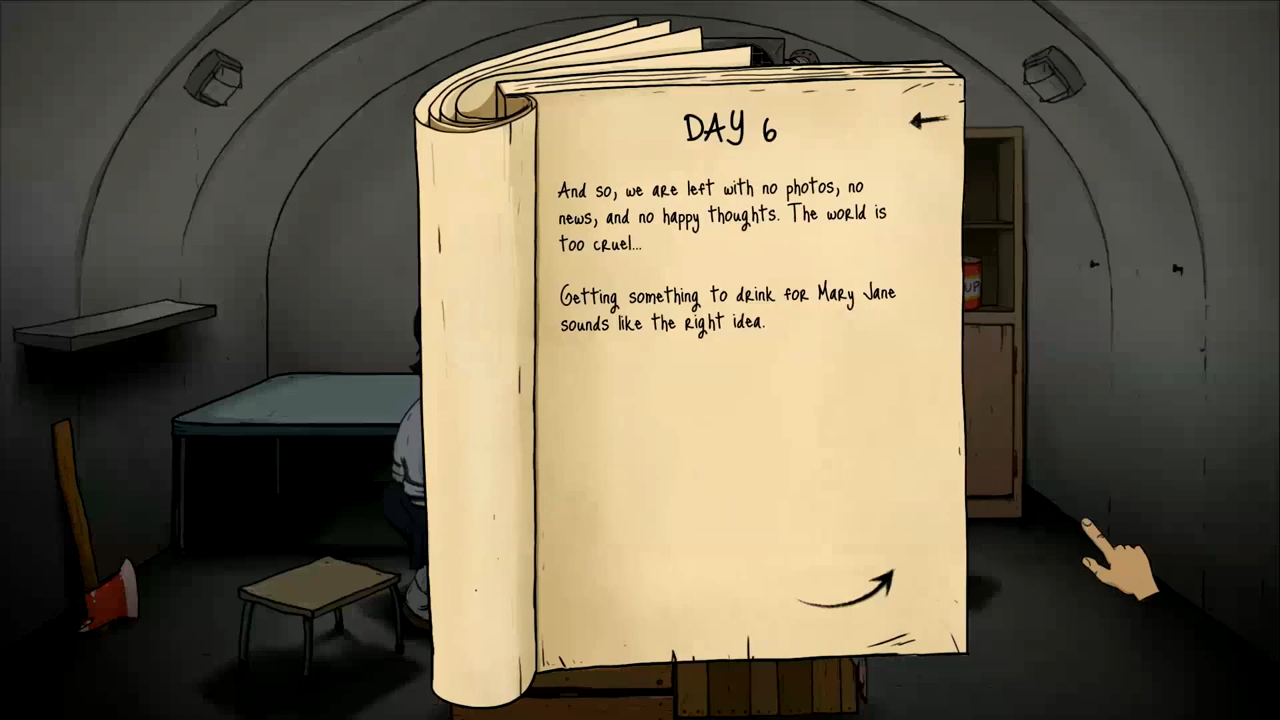 DAY 6
And so, we are left with no photos, no
news, and no happy thoughts. The world is
too cruel...
Getting something to drink for Mary Jane
sounds like the right idea.
UP